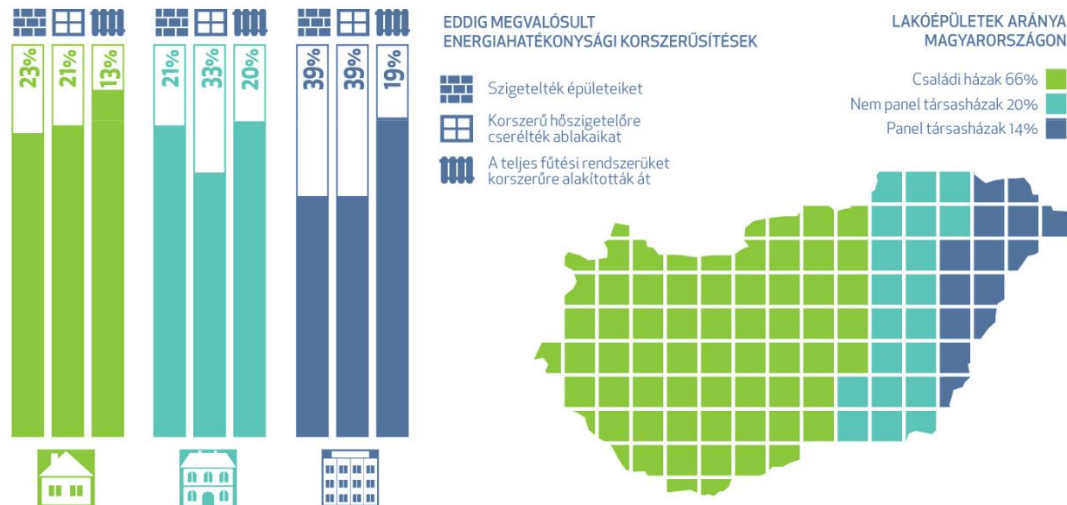 23%
21%
13%
21%
33%
20%
39%
39%
19%
EDDIG MEGVALÓSULT
ENERGIAHATÉKONYSÁGI KORSZERŰSÍTÉSEK
Szigetelték épületeiket
Korszerű hőszigetelőre
cserélték ablakaikat
A teljes fűtési rendszerüket
korszerűre alakították át
LAKÓÉPÜLETEK ARÁNYA
MAGYARORSZÁGON
Családi házak 66%
Nem panel társasházak 20%
Panel társasházak 14%